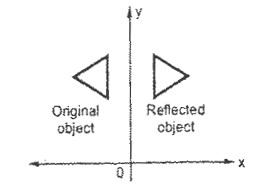 y
Original
object
Reflected
object
0
x